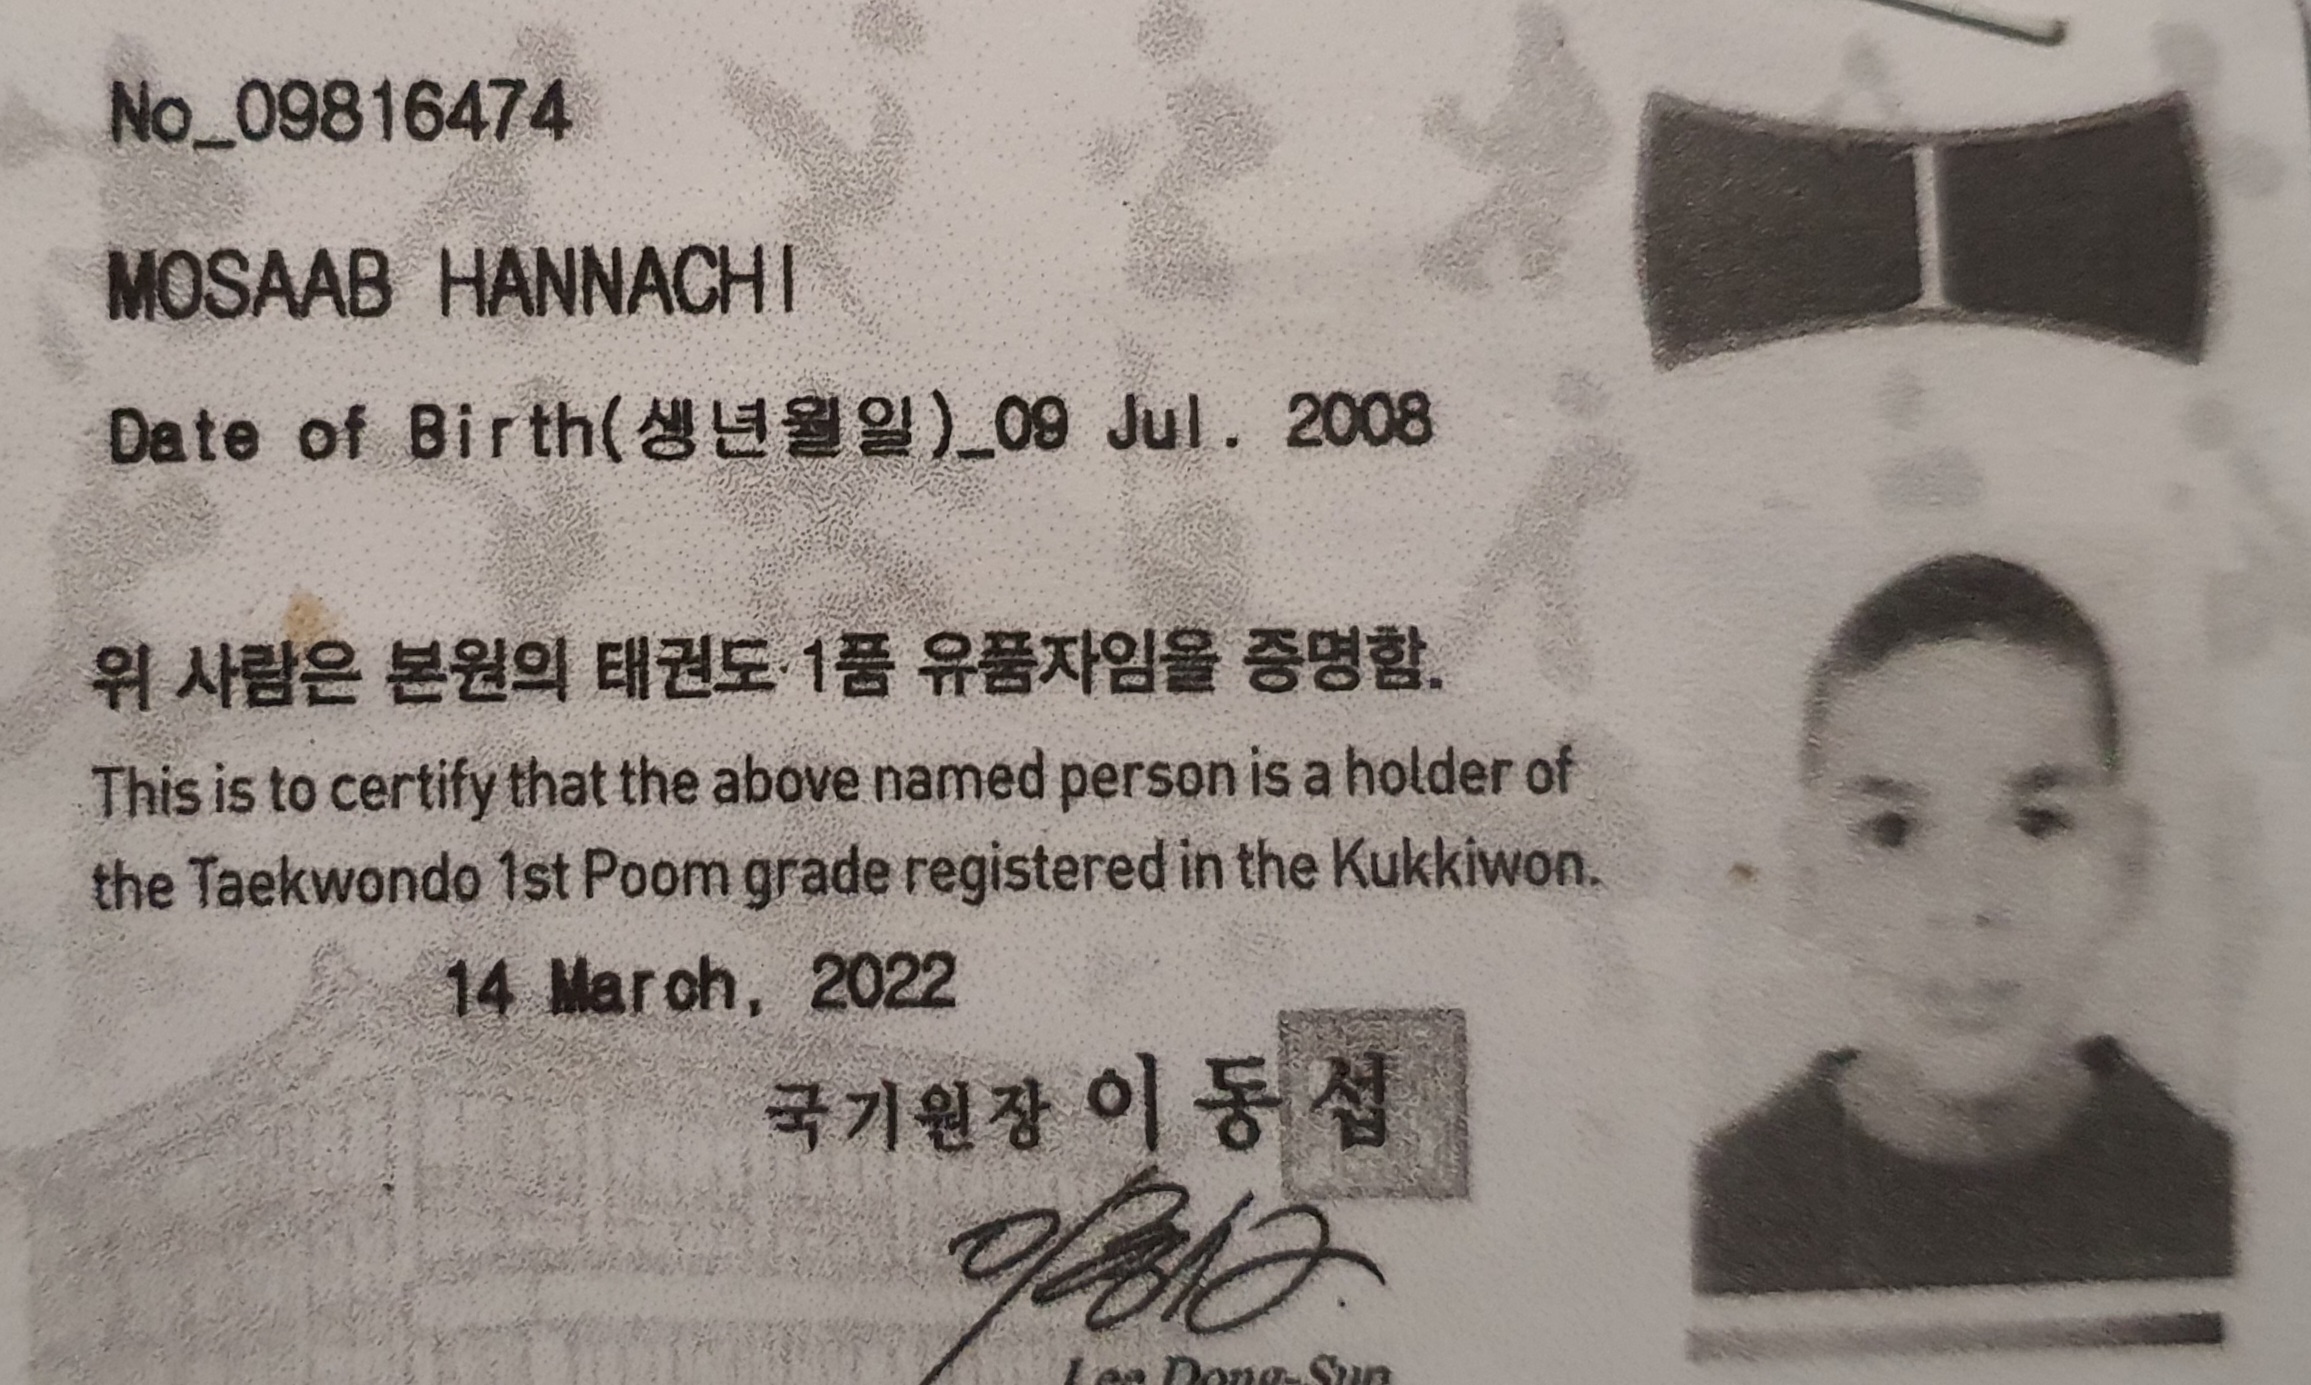 No_09816474
MOSAAB HANNACHI
Date of Birth(생년월일)_09 Jul. 2008
위 사람은 본원의 태권도 1품 유품자임을 증명함.
This is to certify that the above named person is a holder of
the Taekwondo 1st Poom grade registered in the Kukkiwon.
14 March, 2022
국기원장 이동섭
Lee Dong-Sup